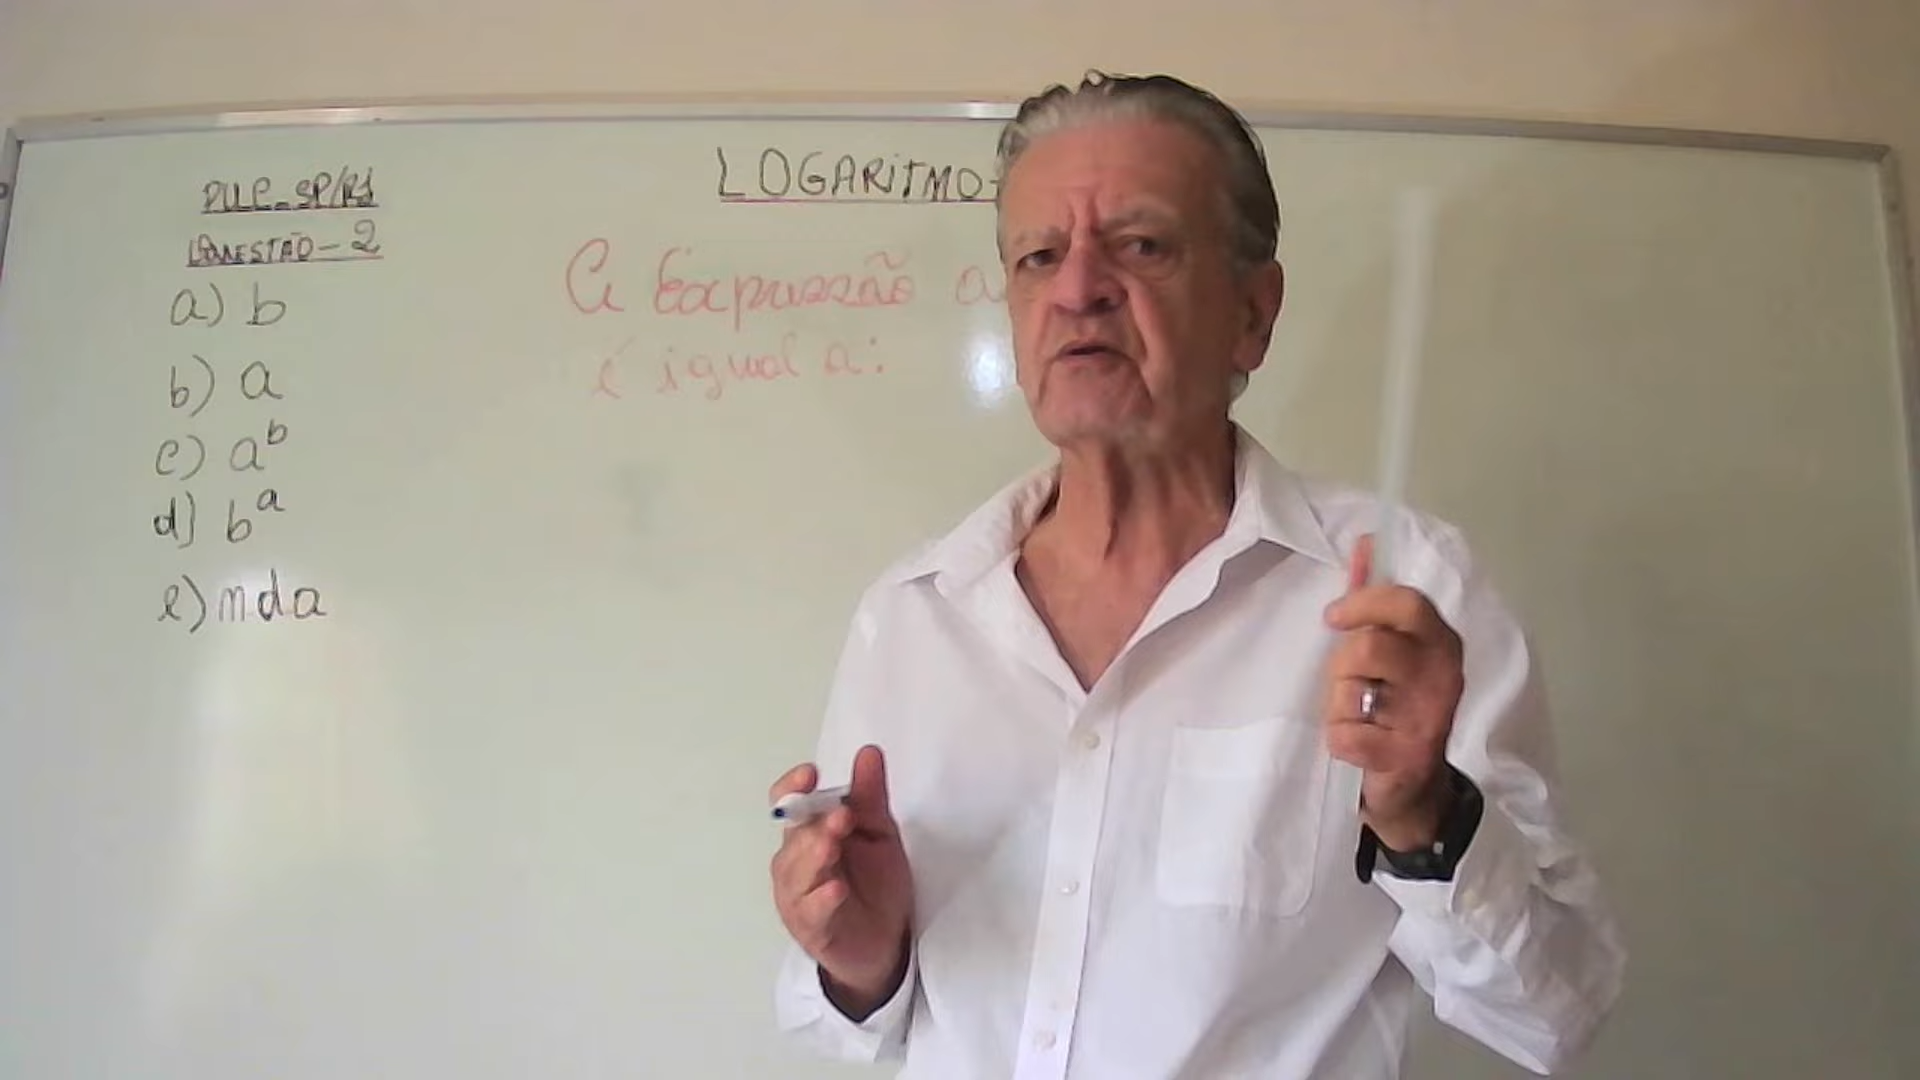 PUC-SP/RJ
LOGARITMO
QUESTÃO - 2
A Expressão a
é igual a:
a) b
b) a
c) a^b
d) b^a
e) nda